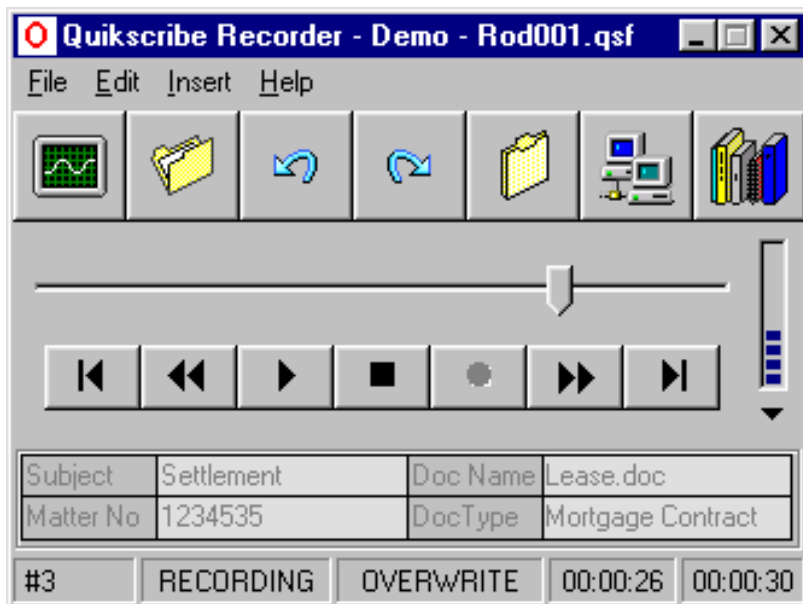 Quikscribe Recorder - Demo - Rod001.qsf
File Edit Insert Help
Subject Settlement Doc Name Lease.doc
Matter No 1234535 DocType Mortgage Contract
#3 RECORDING OVERWRITE 00:00:26 00:00:30